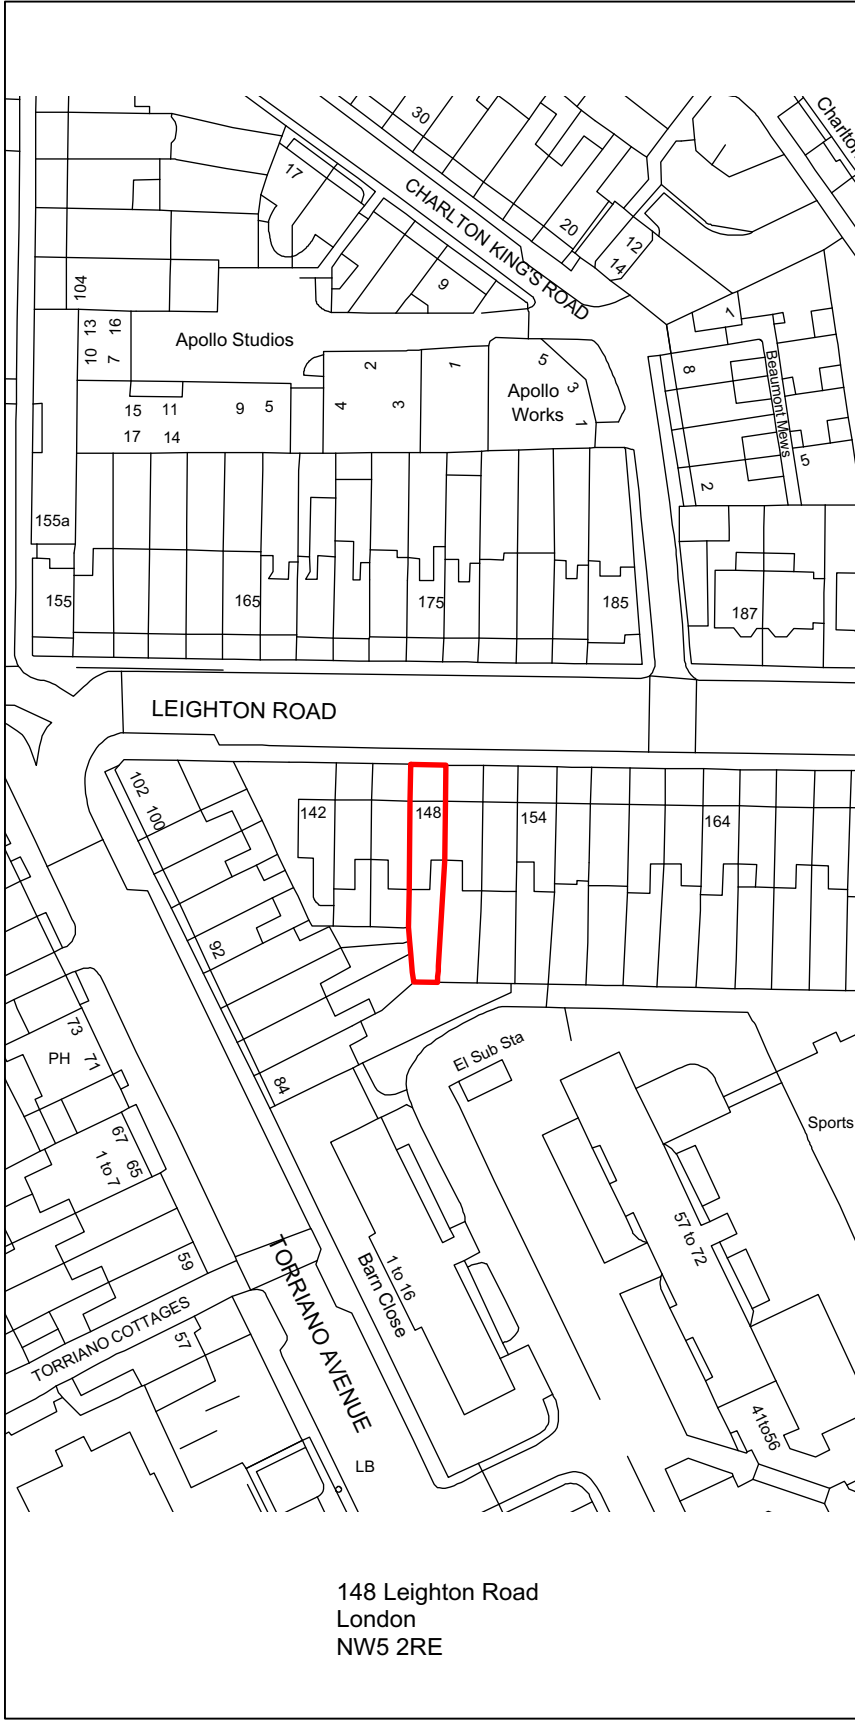 30
Charlto
17
CHARLTON KING'S ROAD
20
12
14
104
9
1
13 16
10 7
Apollo Studios
2
1
5
3
1
Apollo
Works
8
Beaumont Mews
15 11
17 14
9 5
4
3
5
2
155a
155
165
175
185
187
LEIGHTON ROAD
102
100
142
148
154
164
92
73
71
PH
84
El Sub Sta
67
65
1 to 7
Sports
59
57 to 72
1 to 16
Barn Close
TORRIANO COTTAGES
57
TORRIANO AVENUE
41to56
LB
148 Leighton Road
London
NW5 2RE